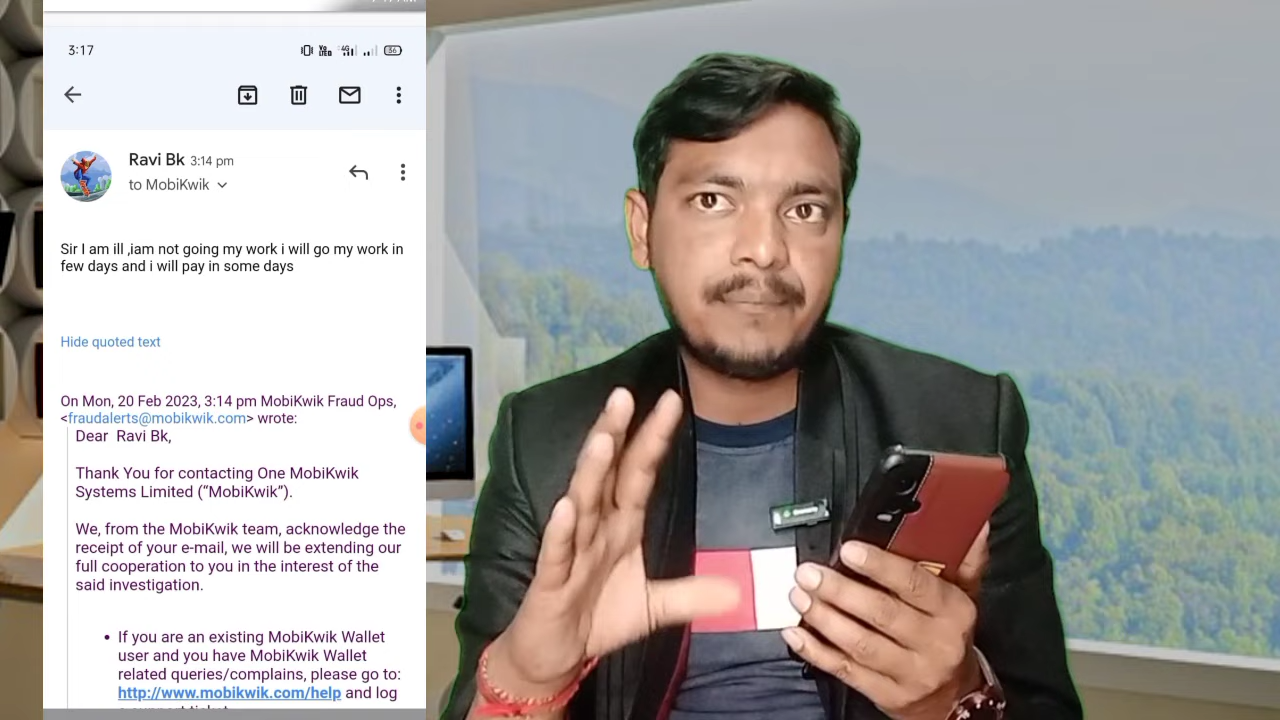 3:17
36
Ravi Bk 3:14 pm
to MobiKwik
Sir I am ill ,iam not going my work i will go my work in
few days and i will pay in some days
Hide quoted text
On Mon, 20 Feb 2023, 3:14 pm MobiKwik Fraud Ops,
<fraudalerts@mobikwik.com> wrote:
Dear Ravi Bk,
Thank You for contacting One MobiKwik
Systems Limited (“MobiKwik”).
We, from the MobiKwik team, acknowledge the
receipt of your e-mail, we will be extending our
full cooperation to you in the interest of the
said investigation.
• If you are an existing MobiKwik Wallet
user and you have MobiKwik Wallet
related queries/complains, please go to:
http://www.mobikwik.com/help and log